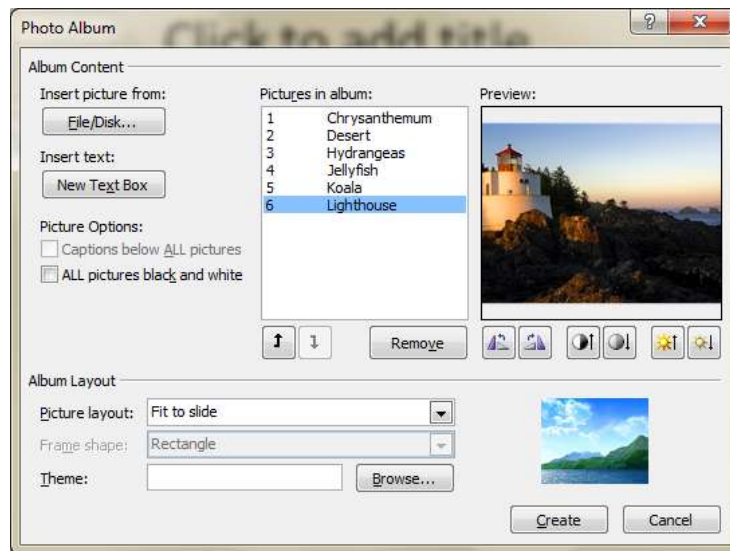 Click to add title
Photo Album
Album Content
Insert picture from:
File/Disk...
Insert text:
New Text Box
Picture Options:
Captions below ALL pictures
ALL pictures black and white
Pictures in album:
1 Chrysanthemum
2 Desert
3 Hydrangeas
4 Jellyfish
5 Koala
6 Lighthouse
Remove
Preview:
Album Layout
Picture layout: Fit to slide
Frame shape: Rectangle
Theme:
Browse...
Create Cancel